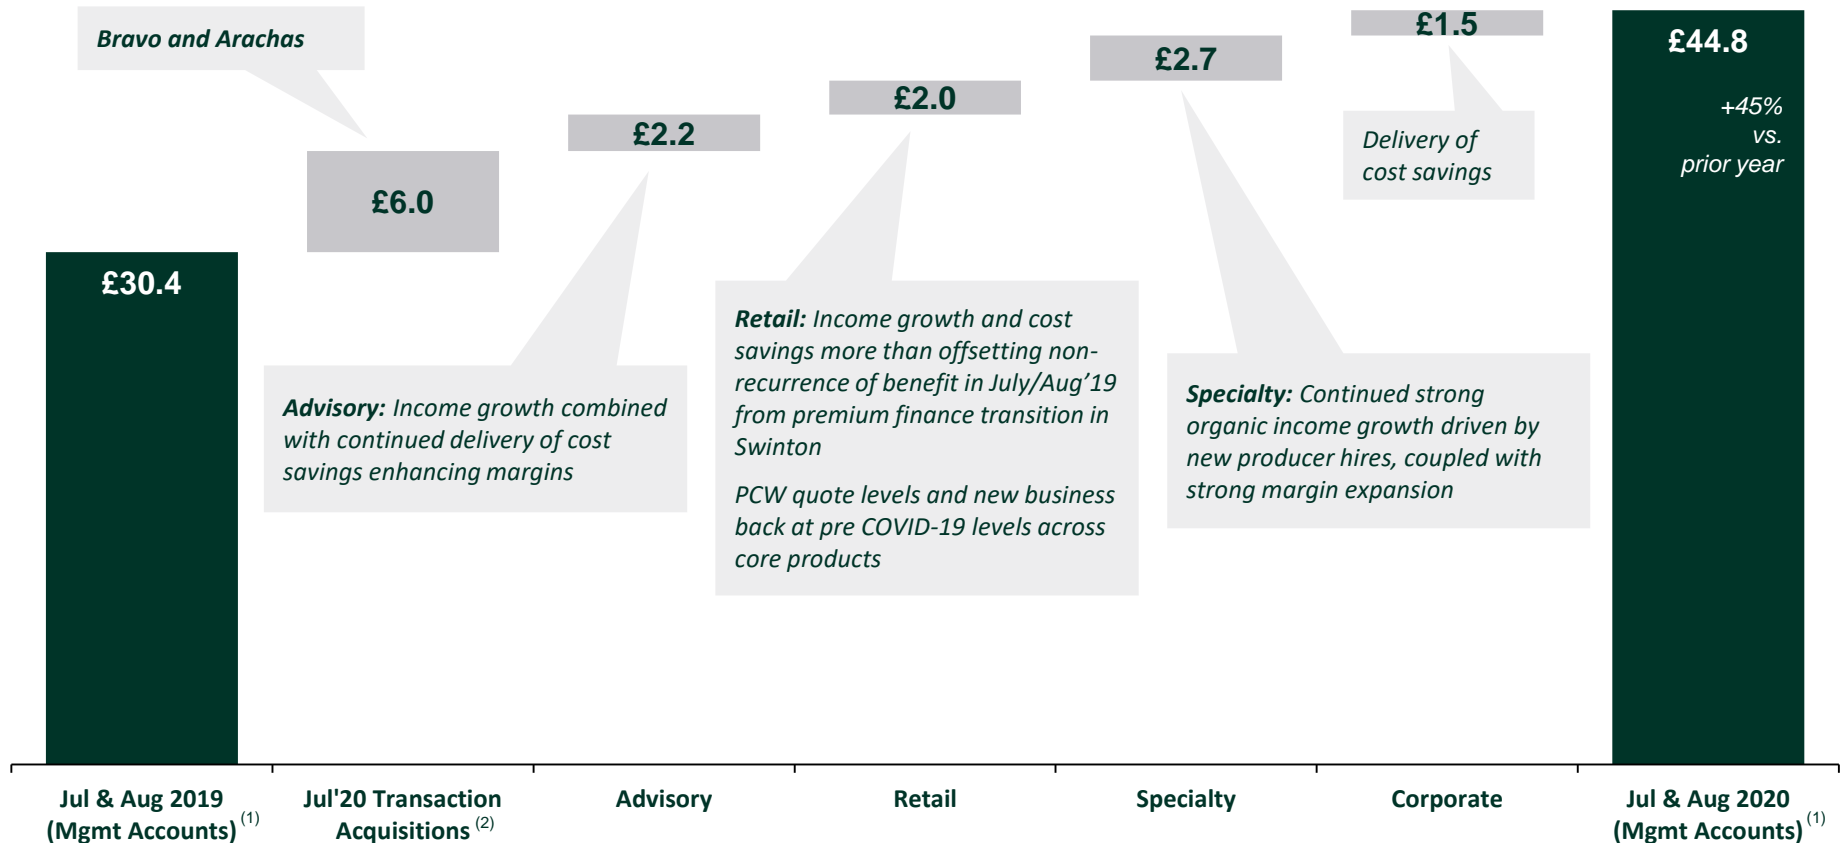 Bravo and Arachas
£30.4
£6.0
£2.2
£2.0
£2.7
£1.5
£44.8
+45%
vs.
prior year
Delivery of
cost savings
Advisory: Income growth combined
with continued delivery of cost
savings enhancing margins
Retail: Income growth and cost
savings more than offsetting non-
recurrence of benefit in July/Aug’19
from premium finance transition in
Swinton
PCW quote levels and new business
back at pre COVID-19 levels across
core products
Specialty: Continued strong
organic income growth driven by
new producer hires, coupled with
strong margin expansion
Jul & Aug 2019
(Mgmt Accounts) (1)
Jul'20 Transaction
Acquisitions (2)
Advisory
Retail
Specialty
Corporate
Jul & Aug 2020
(Mgmt Accounts) (1)